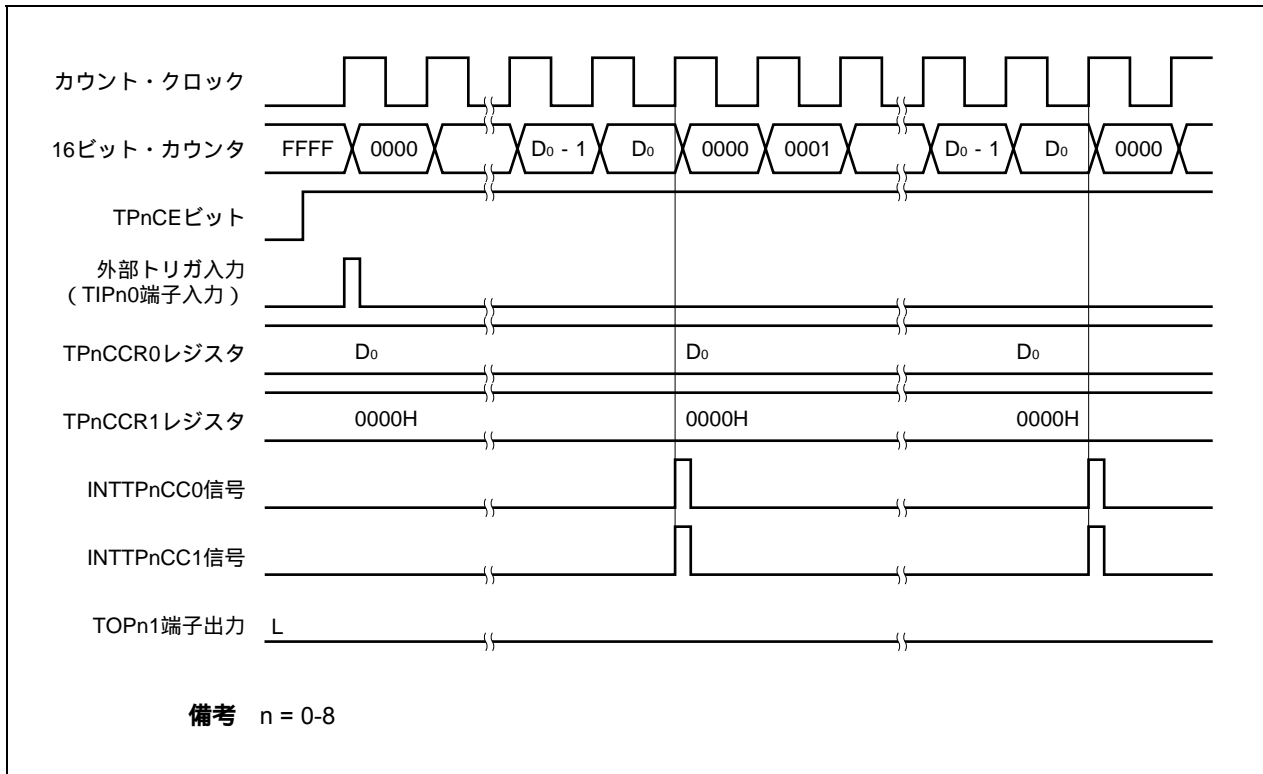 カウント・クロック
16ビット・カウンタ FFFF 0000 D0 - 1 D0 0000 0001 D0 - 1 D0 0000
TPnCEビット
外部トリガ入力
(TIPn0端子入力)
TPnCCR0レジスタ D0 D0 D0
TPnCCR1レジスタ 0000H 0000H 0000H
INTTPnCC0信号
INTTPnCC1信号
TOPn1端子出力 L
備考 n = 0-8